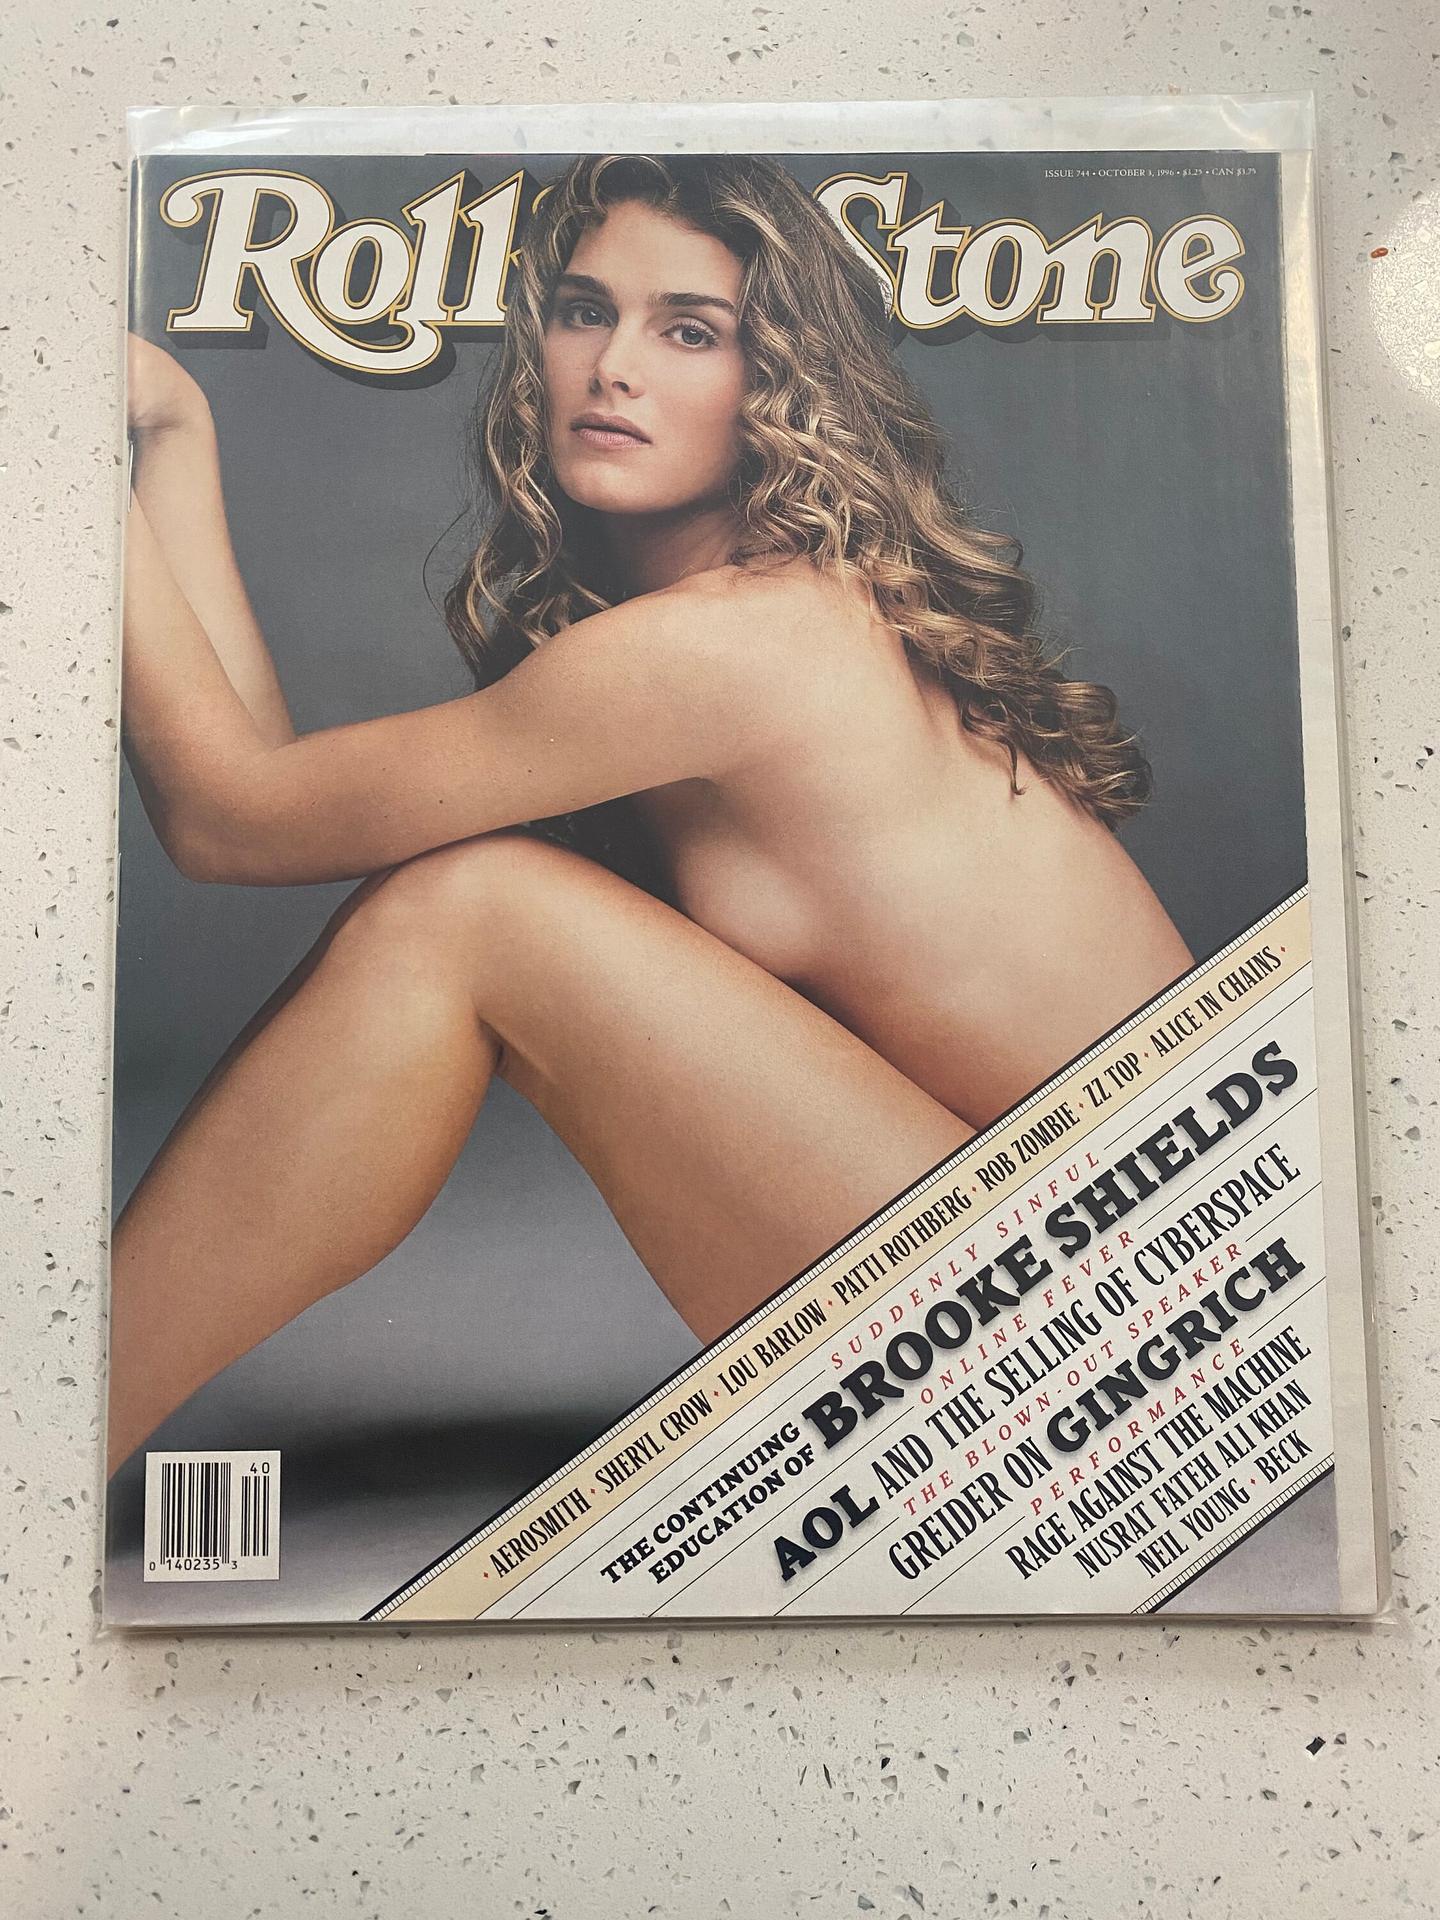 Rolling Stone
ISSUE 744 • OCTOBER 3, 1996 • $3.25 • CAN $3.75
• AEROSMITH • SHERYL CROW • LOU BARLOW • PATTI ROTHBERG • ROB ZOMBIE • ZZ TOP • ALICE IN CHAINS •
SUDDENLY SINFUL
THE CONTINUING EDUCATION OF BROOKE SHIELDS
ONLINE FEVER
AOL AND THE SELLING OF CYBERSPACE
THE BLOWN-OUT SPEAKER
GREIDER ON GINGRICH
PERFORMANCE
RAGE AGAINST THE MACHINE
NUSRAT FATEH ALI KHAN
NEIL YOUNG • BECK
40
0 140235 3